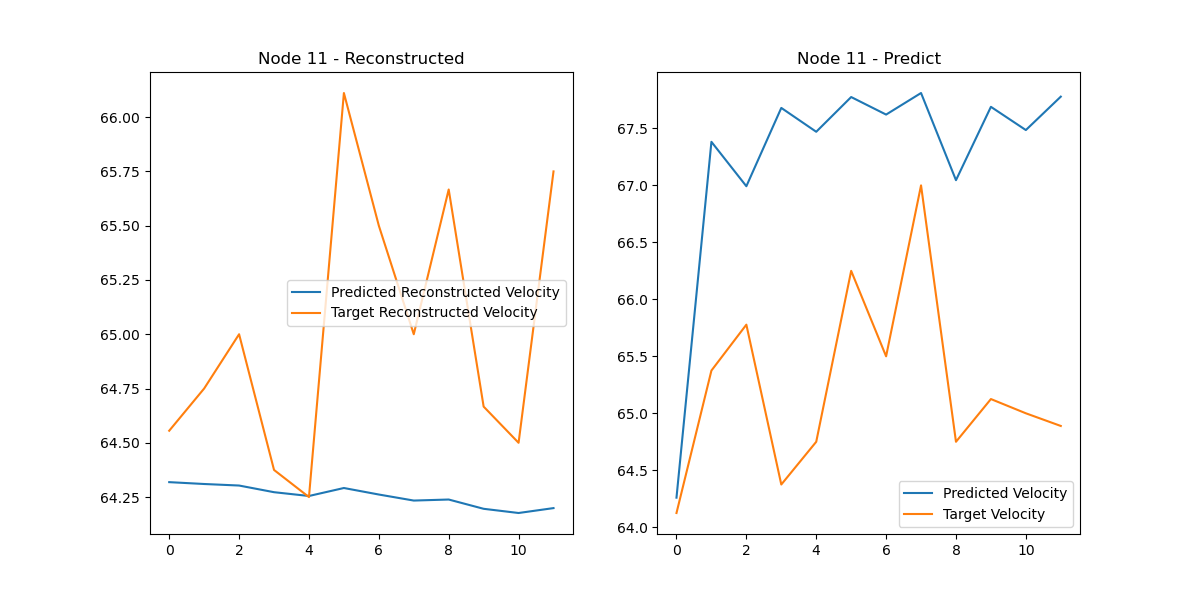 Node 11 - Reconstructed
66.00
65.75
65.50
65.25
65.00
64.75
64.50
64.25
0 2 4 6 8 10
Predicted Reconstructed Velocity
Target Reconstructed Velocity
Node 11 - Predict
67.5
67.0
66.5
66.0
65.5
65.0
64.5
64.0
0 2 4 6 8 10
Predicted Velocity
Target Velocity